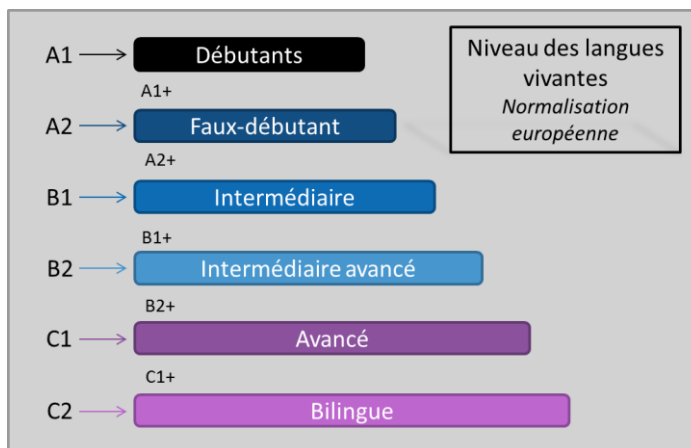 A1 Débutants
A1+
A2 Faux-débutant
A2+
B1 Intermédiaire
B1+
B2 Intermédiaire avancé
B2+
C1 Avancé
C1+
C2 Bilingue
Niveau des langues
vivantes
Normalisation
européenne